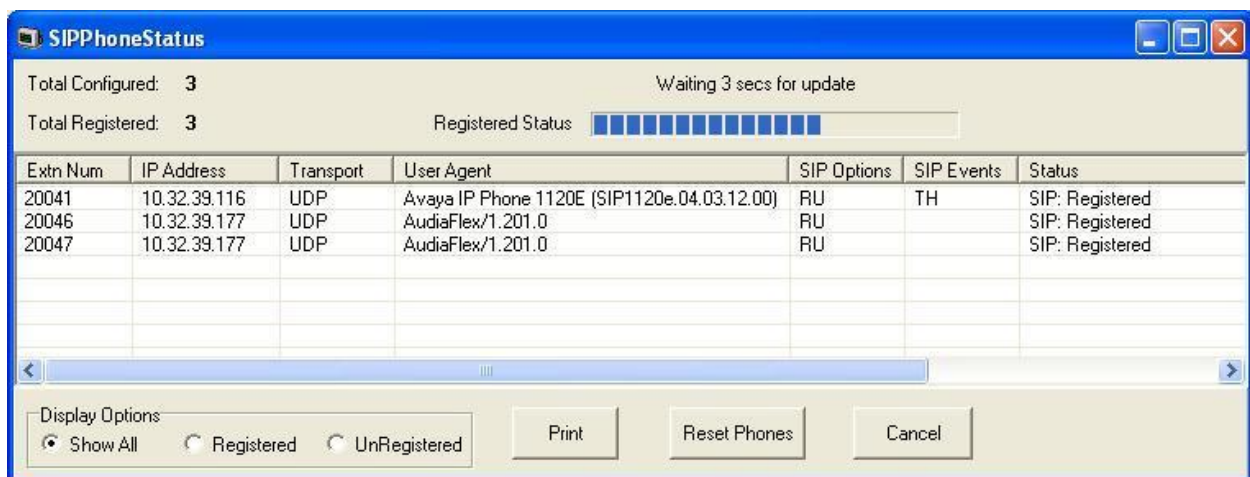 SIPPhoneStatus
Total Configured: 3 Waiting 3 secs for update
Total Registered: 3 Registered Status
Extn Num IP Address Transport User Agent SIP Options SIP Events Status
20041 10.32.39.116 UDP Avaya IP Phone 1120E (SIP1120e.04.03.12.00) RU TH SIP: Registered
20046 10.32.39.177 UDP AudiaFlex/1.201.0 RU SIP: Registered
20047 10.32.39.177 UDP AudiaFlex/1.201.0 RU SIP: Registered
Display Options
Show All Registered UnRegistered Print Reset Phones Cancel